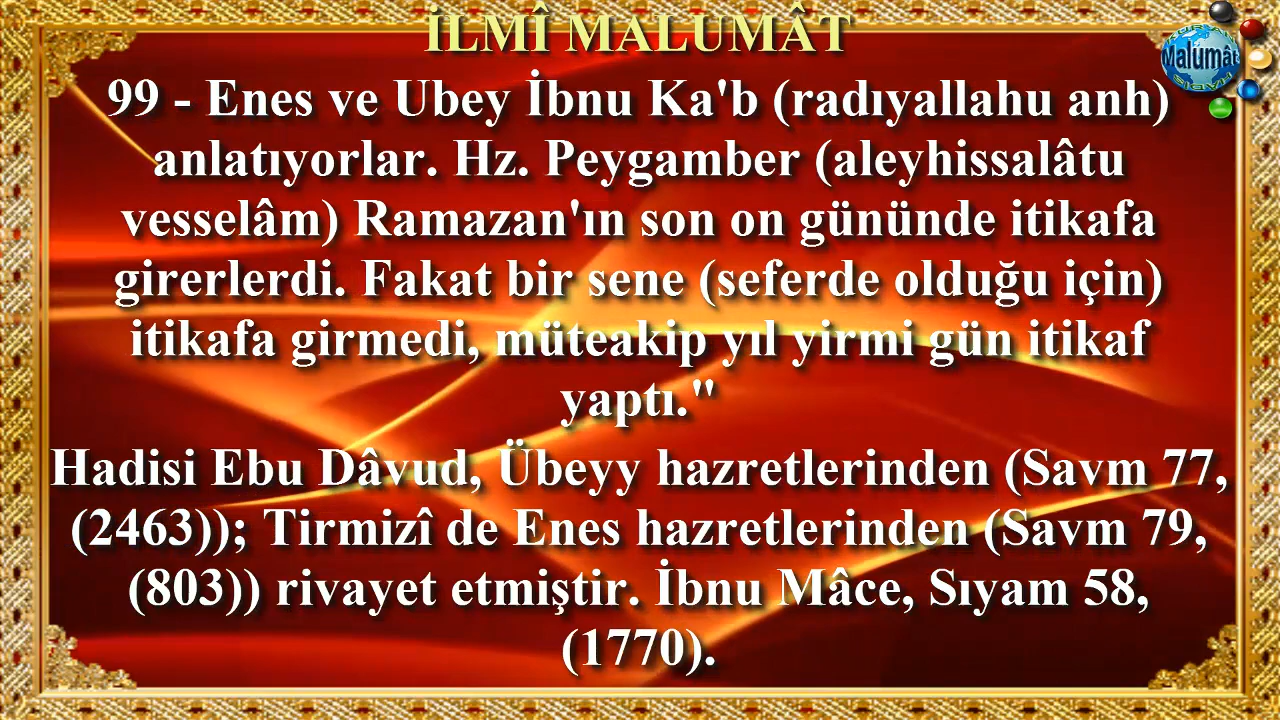 İLMÎ MALUMÂT
99 - Enes ve Ubey İbnu Ka'b (radıyallahu anh)
anlatıyorlar. Hz. Peygamber (aleyhissalâtu
vesselâm) Ramazan'ın son on gününde itikafa
girerlerdi. Fakat bir sene (seferde olduğu için)
itikafa girmedi, müteakip yıl yirmi gün itikaf
yaptı."
Hadisi Ebu Dâvud, Übeyy hazretlerinden (Savm 77,
(2463)); Tirmizî de Enes hazretlerinden (Savm 79,
(803)) rivayet etmiştir. İbnu Mâce, Sıyam 58,
(1770).
Malumât